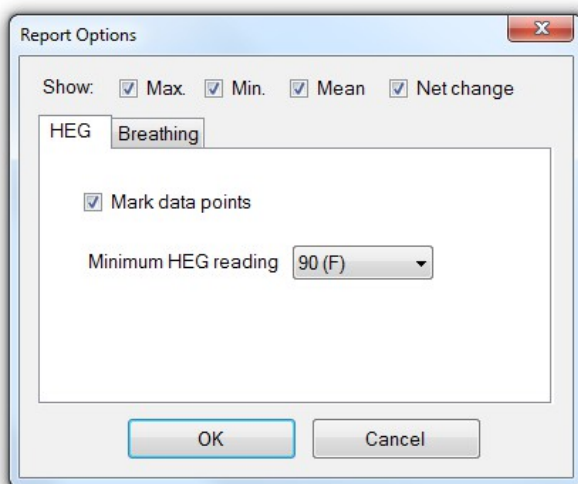 Report Options
Show: Max. Min. Mean Net change
HEG Breathing
Mark data points
Minimum HEG reading 90 (F)
OK Cancel